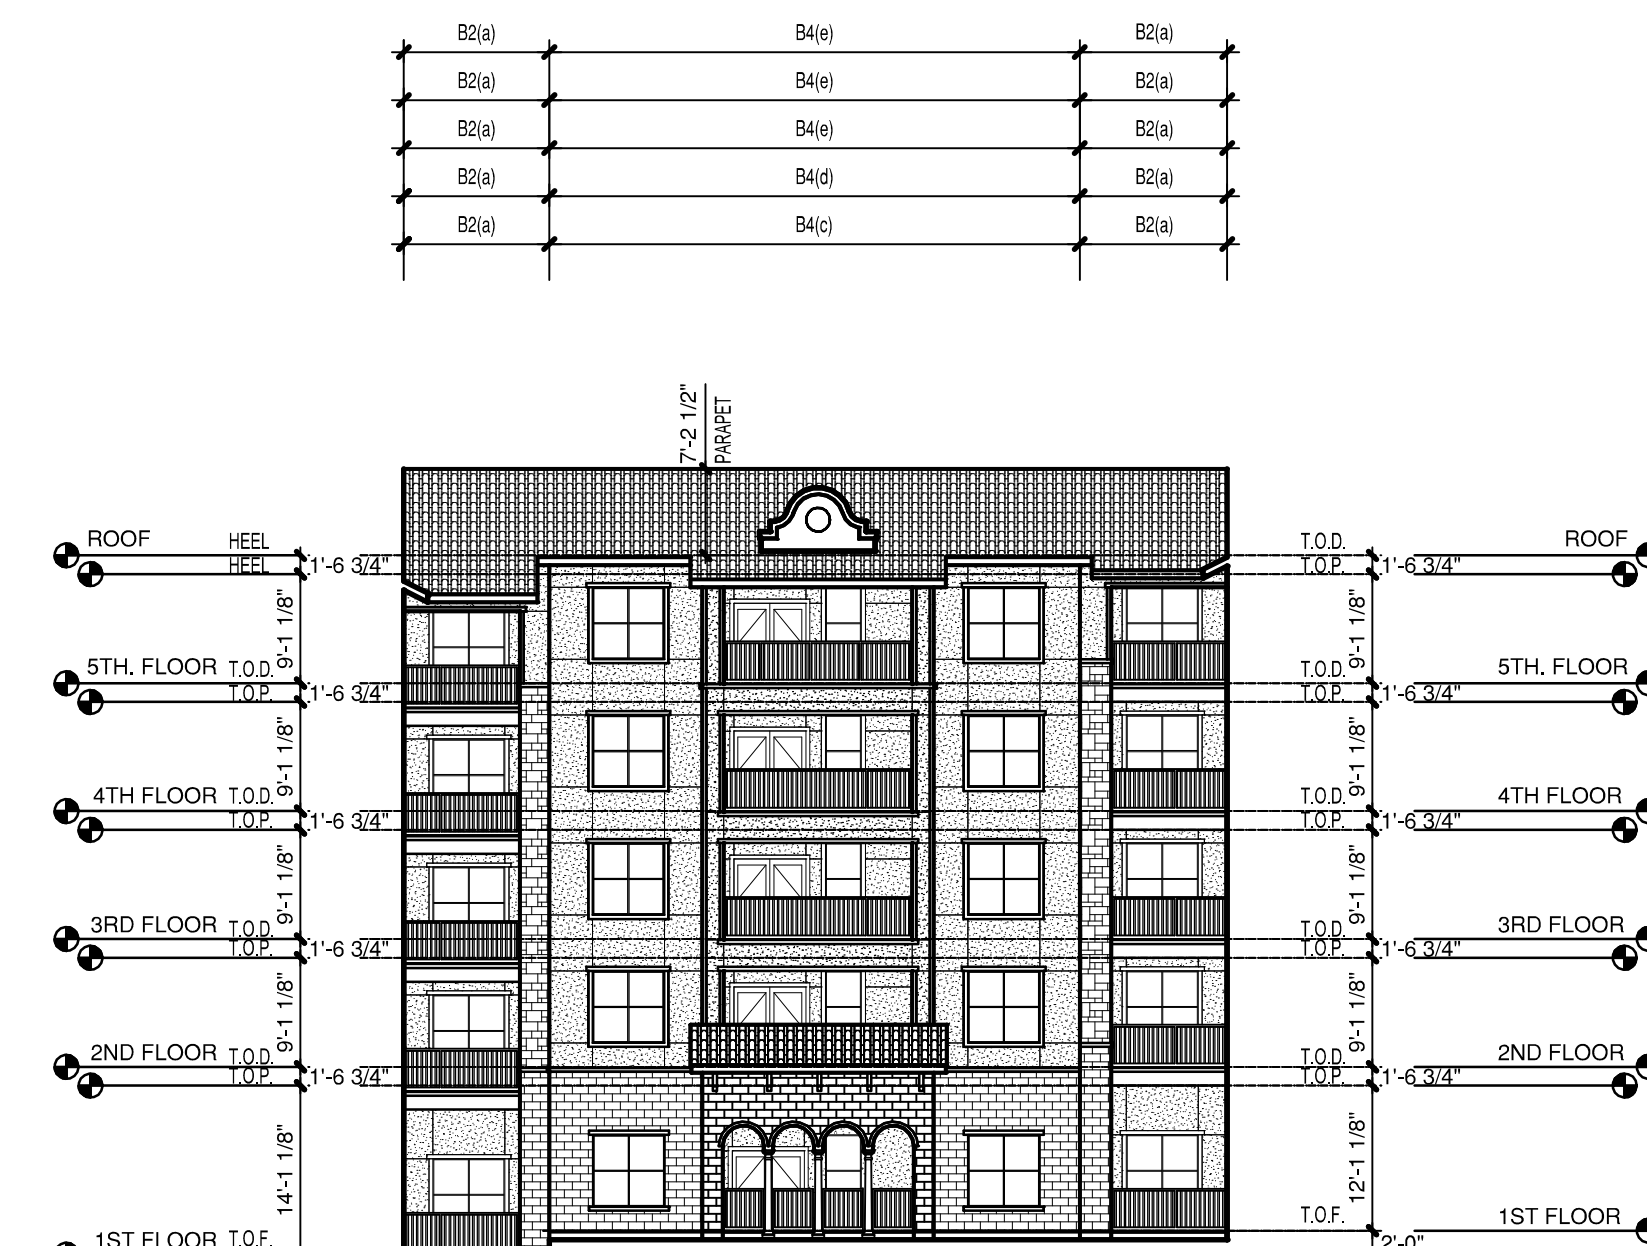 B2(a) B4(e) B2(a)
B2(a) B4(e) B2(a)
B2(a) B4(e) B2(a)
B2(a) B4(d) B2(a)
B2(a) B4(c) B2(a)
7'-2 1/2"
PARAPET
ROOF HEEL T.O.D. ROOF
HEEL 1'-6 3/4" T.O.P. 1'-6 3/4"
9'-1 1/8" 9'-1 1/8"
5TH. FLOOR T.O.D. T.O.D. 5TH. FLOOR
T.O.P. 1'-6 3/4" T.O.P. 1'-6 3/4"
9'-1 1/8" 9'-1 1/8"
4TH FLOOR T.O.D. T.O.D. 4TH FLOOR
T.O.P. 1'-6 3/4" T.O.P. 1'-6 3/4"
9'-1 1/8" 9'-1 1/8"
3RD FLOOR T.O.D. T.O.D. 3RD FLOOR
T.O.P. 1'-6 3/4" T.O.P. 1'-6 3/4"
9'-1 1/8" 9'-1 1/8"
2ND FLOOR T.O.D. T.O.D. 2ND FLOOR
T.O.P. 1'-6 3/4" T.O.P. 1'-6 3/4"
14'-1 1/8" 12'-1 1/8"
T.O.F. 1ST FLOOR
1ST FLOOR T.O.F. 2'-0"